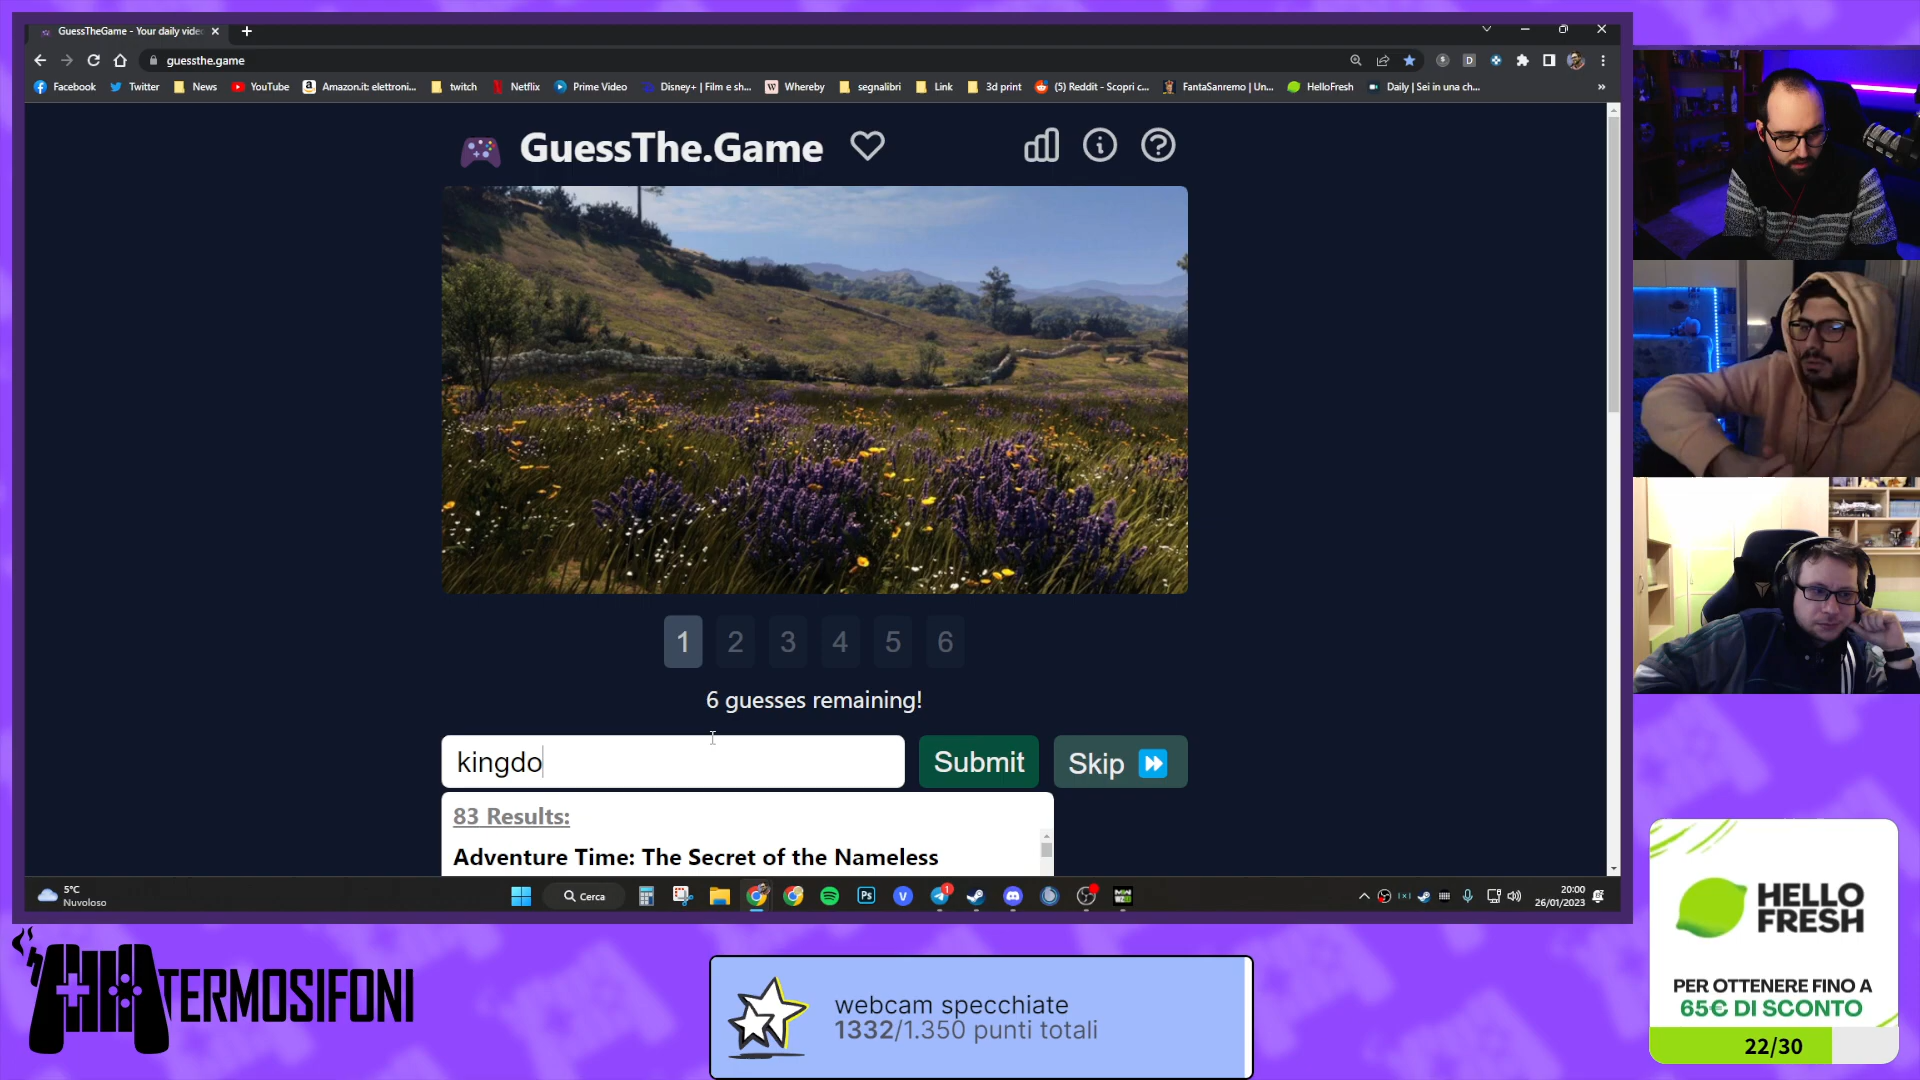 GuessTheGame - Your daily vide
guessthe.game
Facebook
Twitter
News
YouTube
Amazon.it: elettroni...
twitch
Netflix
Prime Video
Disney+ | Film e sh...
Whereby
segnalibri
Link
3d print
(5) Reddit - Scopri c...
FantaSanremo | Un...
HelloFresh
Daily | Sei in una ch...
GuessThe.Game
1 2 3 4 5 6
6 guesses remaining!
kingdo
Submit
Skip
83 Results:
Adventure Time: The Secret of the Nameless
5°C
Nuvoloso
Cerca
20:00
26/01/2023
TERMOSIFONI
webcam specchiate
1332/1.350 punti totali
HELLO
FRESH
PER OTTENERE FINO A
65€ DI SCONTO
22/30